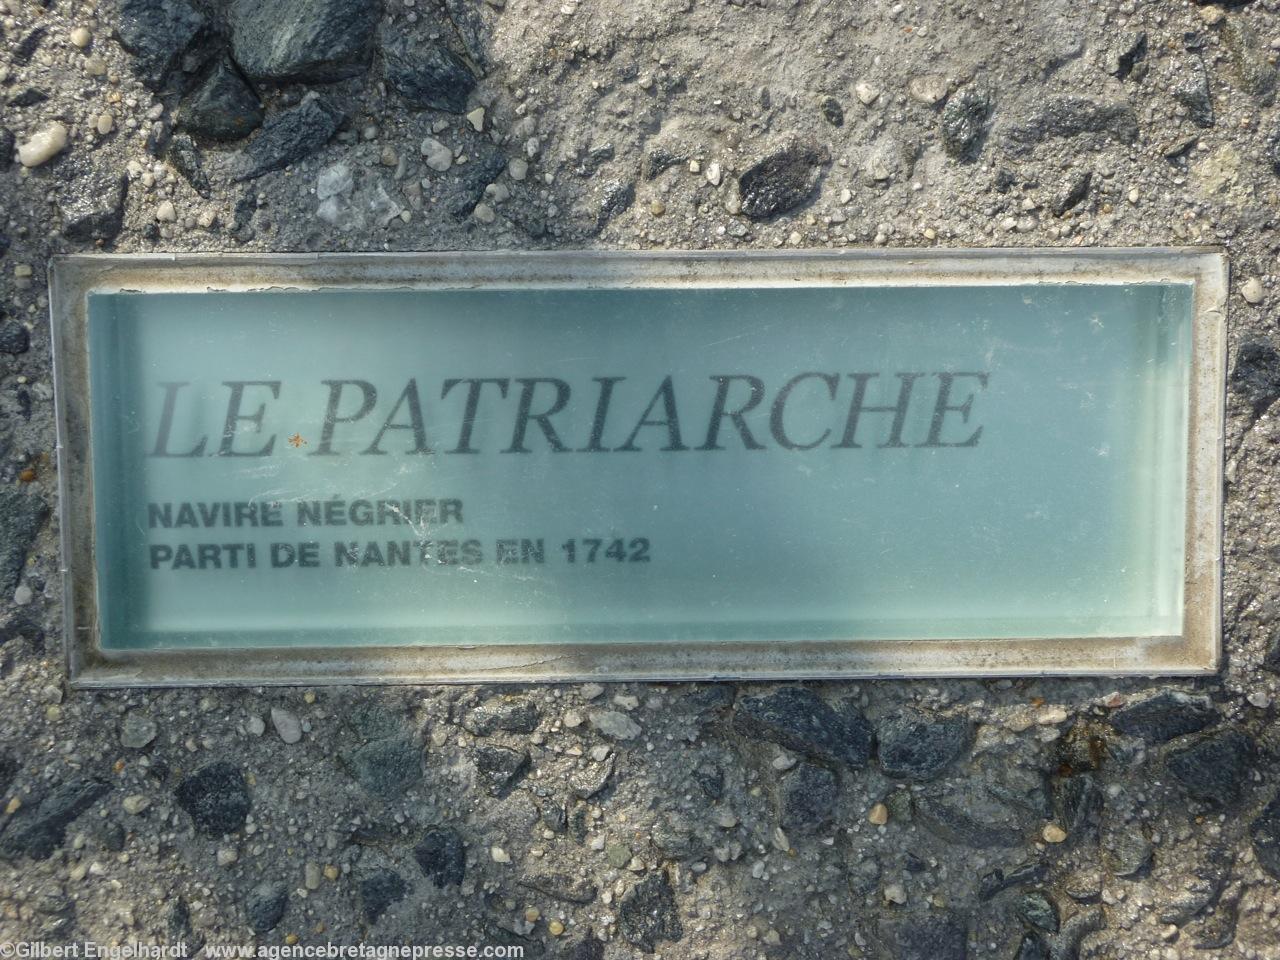 LE PATRIARCHE
NAVIRE NÉGRIER
PARTI DE NANTES EN 1742
©Gilbert Engelhardt www.agencebretagnepresse.com